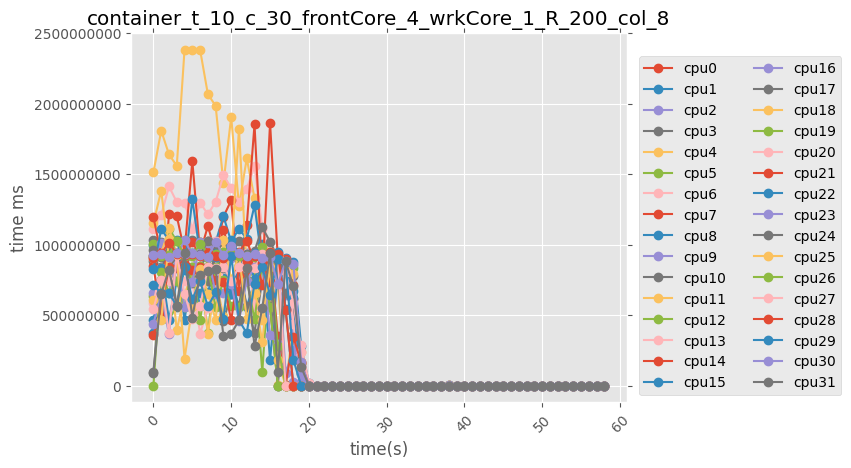 container_t_10_c_30_frontCore_4_wrkCore_1_R_200_col_8
2500000000
2000000000
1500000000
1000000000
500000000
0
time ms
0
10
20
30
40
50
60
time(s)
cpu0
cpu1
cpu2
cpu3
cpu4
cpu5
cpu6
cpu7
cpu8
cpu9
cpu10
cpu11
cpu12
cpu13
cpu14
cpu15
cpu16
cpu17
cpu18
cpu19
cpu20
cpu21
cpu22
cpu23
cpu24
cpu25
cpu26
cpu27
cpu28
cpu29
cpu30
cpu31